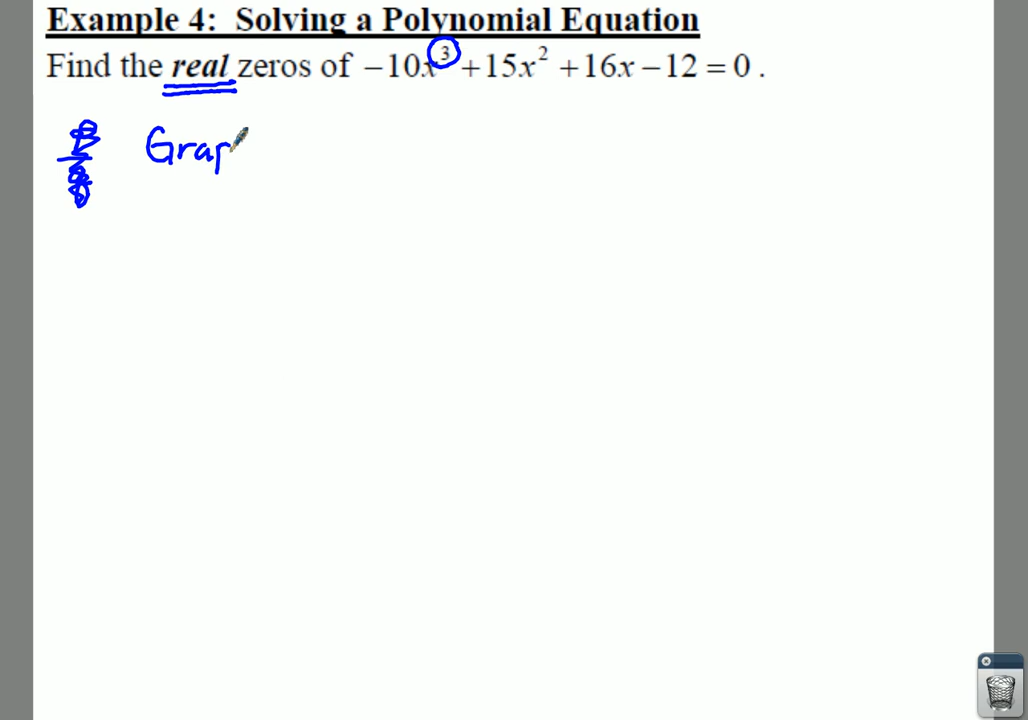 Example 4: Solving a Polynomial Equation
Find the real zeros of −10x³ +15x² +16x −12 = 0 .
Grap